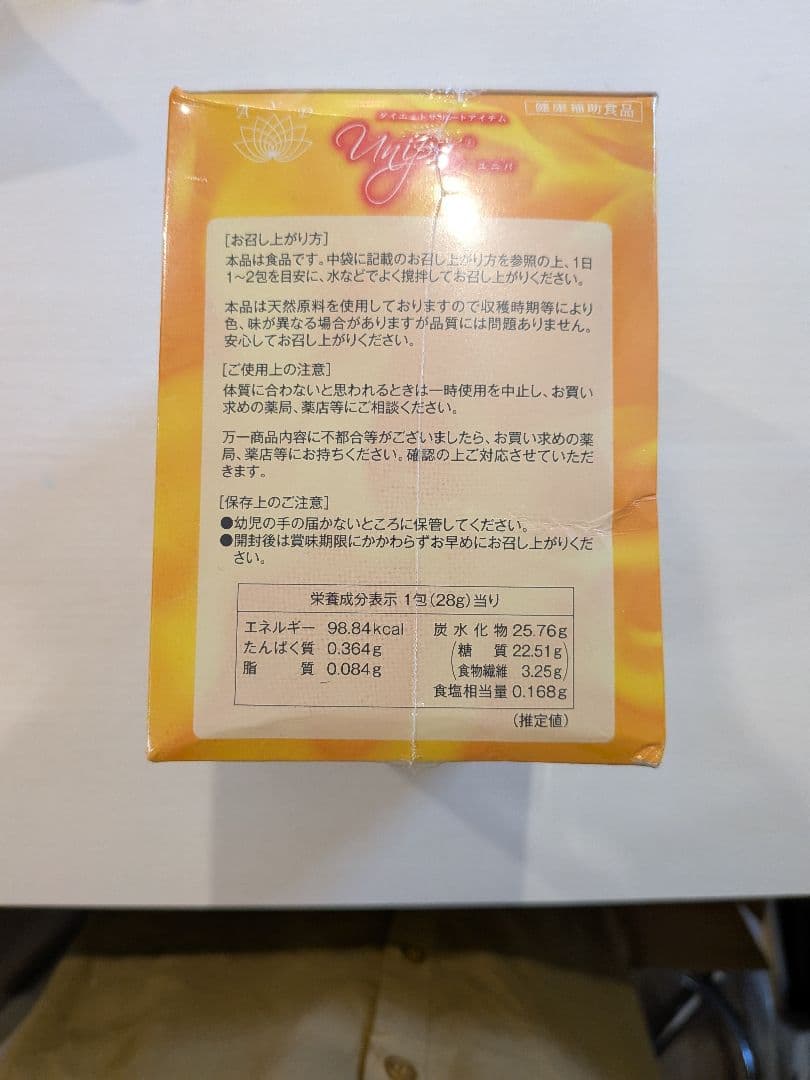 健康補助食品
ダイエットサポートアイテム
ユニパ
[お召し上がり方]
本品は食品です。中袋に記載のお召し上がり方を参照の上、1日
1~2包を目安に、水などでよく撹拌してお召し上がりください。
本品は天然原料を使用しておりますので収穫時期等により
色、味が異なる場合がありますが品質には問題ありません。
安心してお召し上がりください。
[ご使用上の注意]
体質に合わないと思われるときは一時使用を中止し、お買い
求めの薬局、薬店等にご相談ください。
万一商品内容に不都合等がございましたら、お買い求めの薬
局、薬店等にお持ちください。確認の上ご対応させていただ
きます。
[保存上のご注意]
●幼児の手の届かないところに保管してください。
●開封後は賞味期限にかかわらずお早めにお召し上がりくだ
さい。
栄養成分表示 1包(28g)当り
エネルギー 98.84kcal
たんぱく質 0.364g
脂 質 0.084g
炭水化物 25.76g
(糖 質 22.51g)
(食物繊維 3.25g)
食塩相当量 0.168g
(推定値)